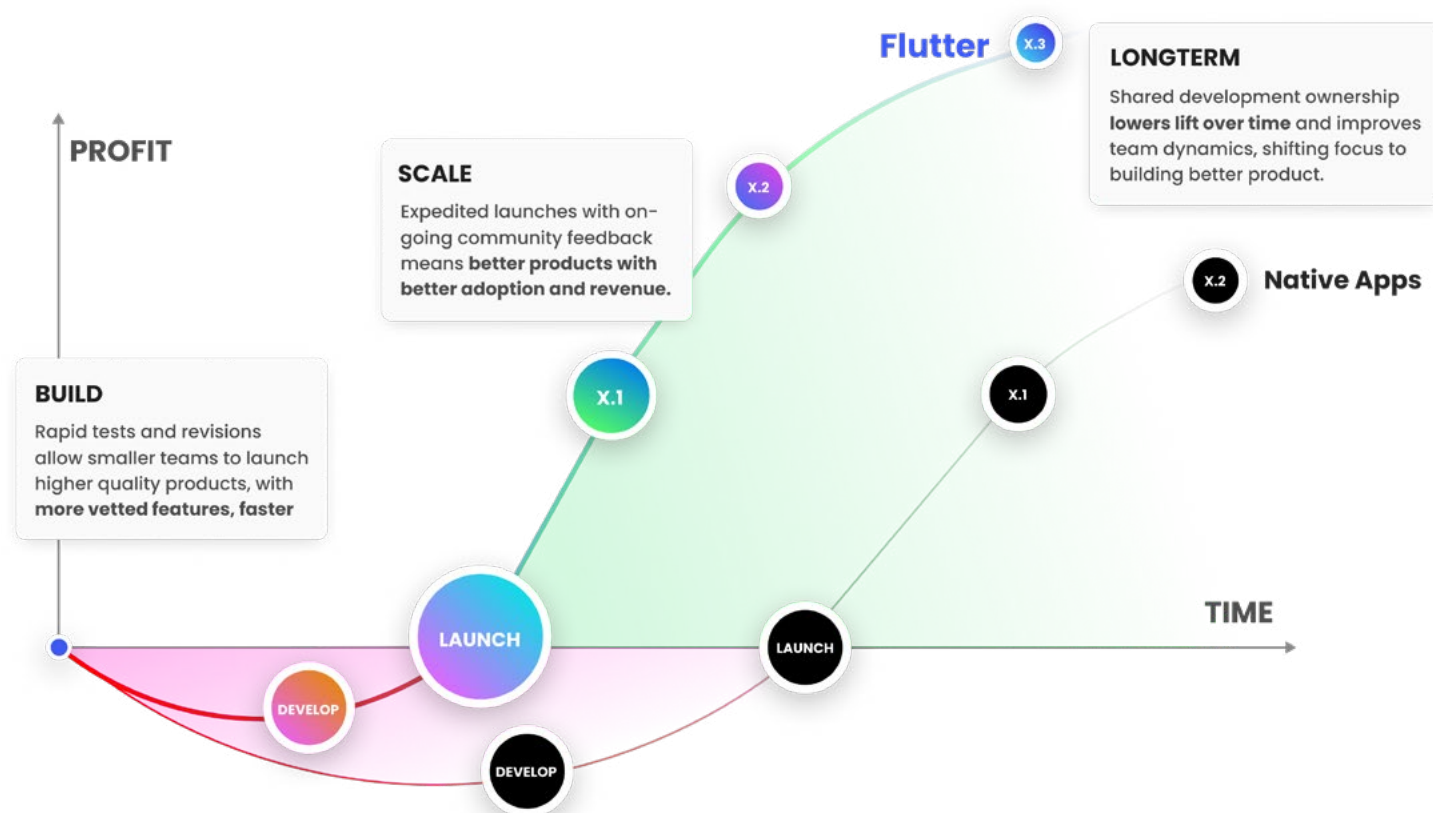 Flutter
X.3
LONGTERM
Shared development ownership
lowers lift over time and improves
team dynamics, shifting focus to
building better product.
PROFIT
SCALE
Expedited launches with on-
going community feedback
means better products with
better adoption and revenue.
X.2
X.2
Native Apps
BUILD
Rapid tests and revisions
allow smaller teams to launch
higher quality products, with
more vetted features, faster
X.1
X.1
TIME
LAUNCH
LAUNCH
DEVELOP
DEVELOP